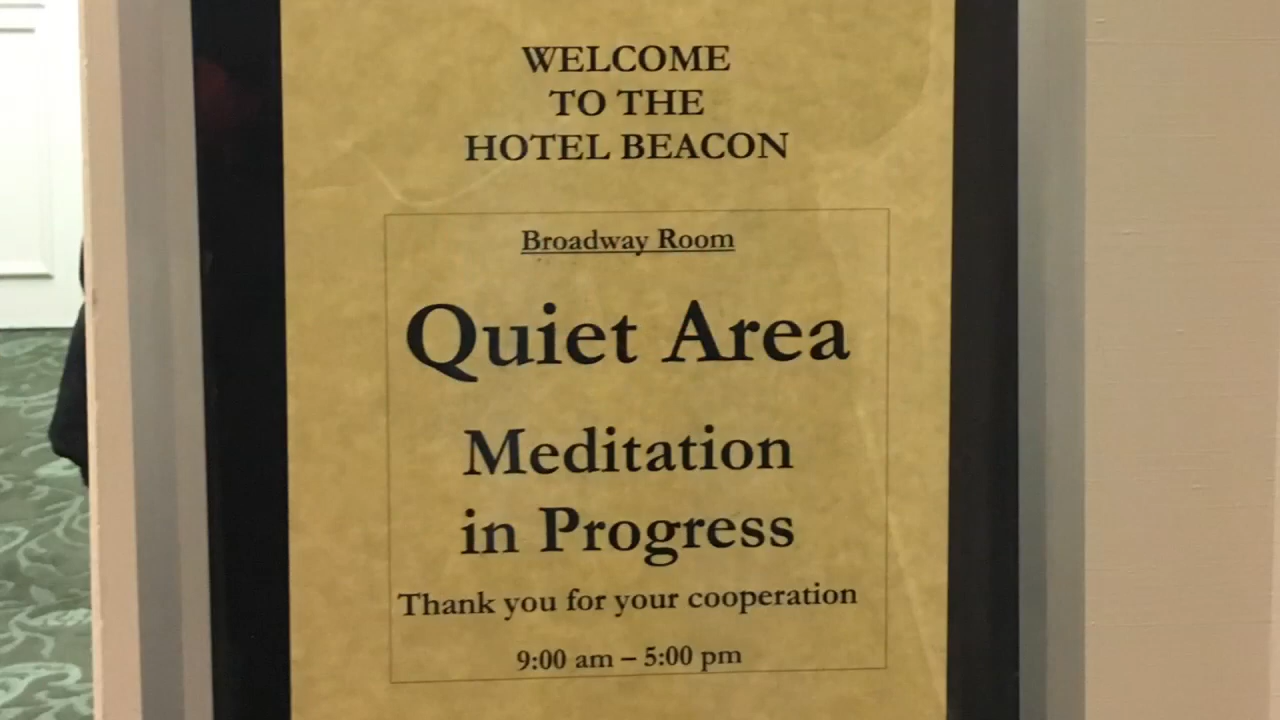 WELCOME
TO THE
HOTEL BEACON
Broadway Room
Quiet Area
Meditation
in Progress
Thank you for your cooperation
9:00 am – 5:00 pm